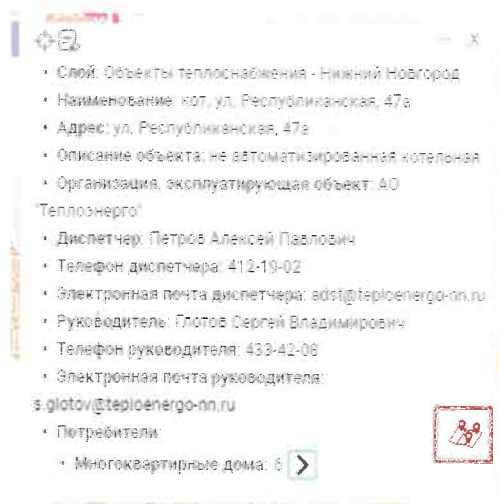 • Слой: Объекты теплоснабжения - Нижний Новгород
• Наименование: кот, ул, Республиканская, 47а
• Адрес: ул, Республиканская, 47а
• Описание объекта: не автоматизированная котельная
• Организация, эксплуатирующая объект: АО
"Теплоэнерго"
• Диспетчер: Петров Алексей Павлович
• Телефон диспетчера: 412-19-02
• Электронная почта диспетчера: adst@teploenergo-nn.ru
• Руководитель: Глотов Сергей Владимирович
• Телефон руководителя: 433-42-08
• Электронная почта руководителя:
s.glotov@teploenergo-nn.ru
• Потребители:
• Многоквартирные дома: